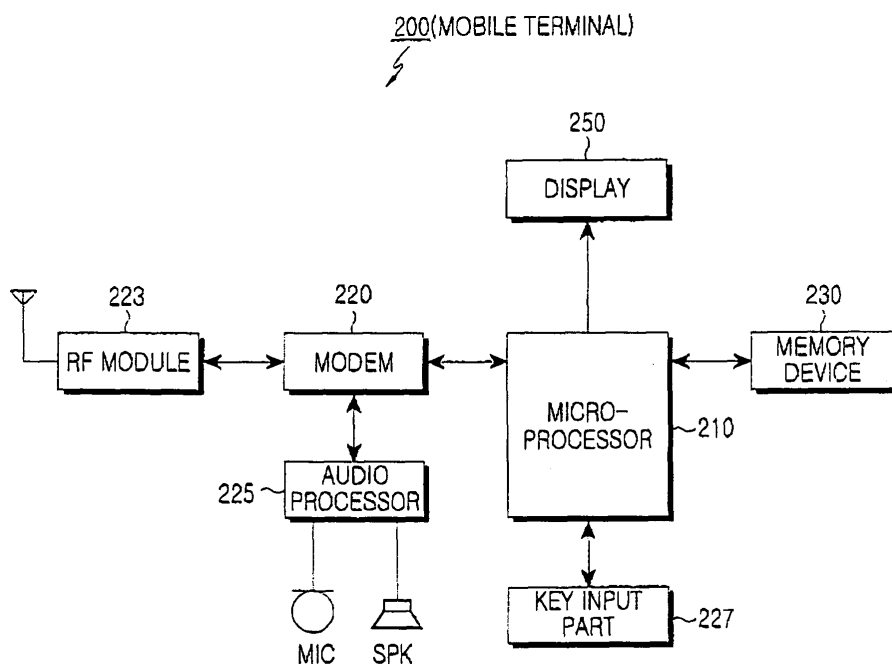 200(MOBILE TERMINAL)
250
DISPLAY
223
RF MODULE
220
MODEM
230
MEMORY
DEVICE
MICRO-
PROCESSOR
210
225
AUDIO
PROCESSOR
MIC
SPK
KEY INPUT
PART
227